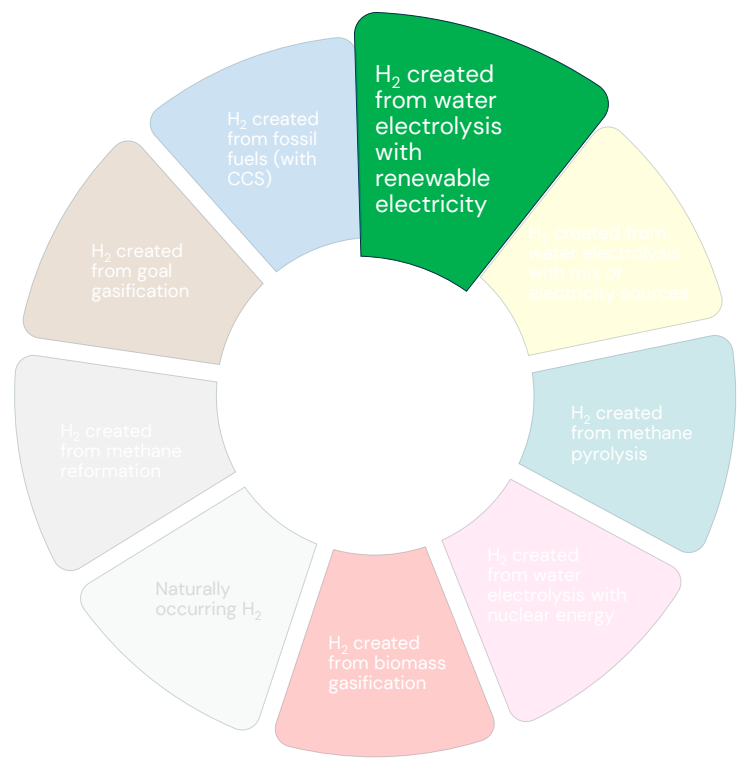 H₂ created
from water
electrolysis
with
renewable
electricity
H₂ created from
water electrolysis
with mix or
electricity sources
H₂ created
from methane
pyrolysis
H₂ created
from water
electrolysis with
nuclear energy
H₂ created
from biomass
gasification
Naturally
occurring H₂
H₂ created
from methane
reformation
H₂ created
from goal
gasification
H₂ created
from fossil
fuels (with
CCS)